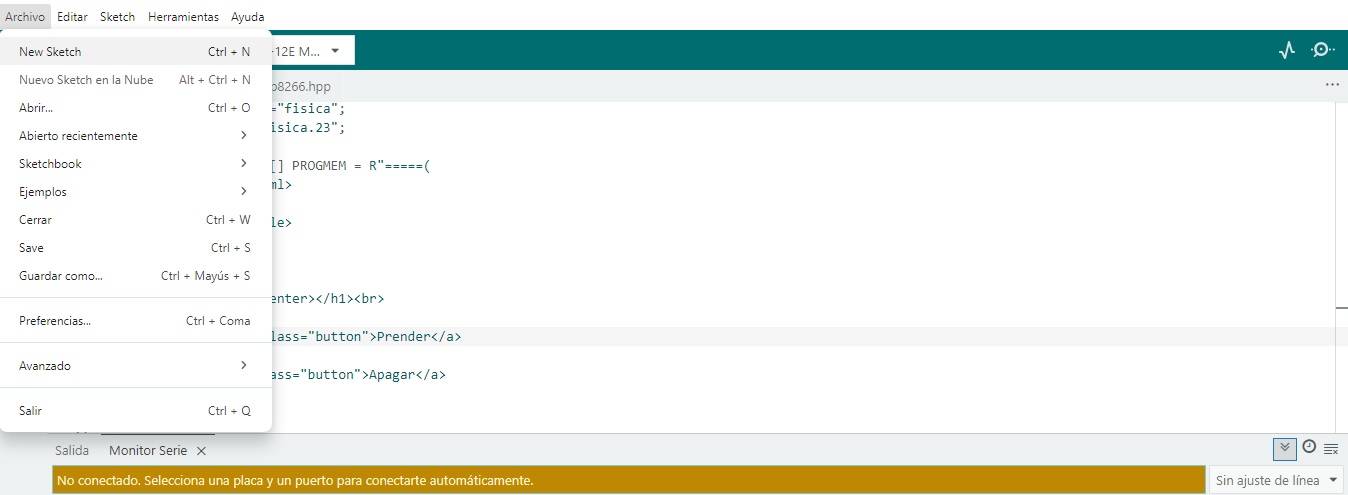 Archivo Editar Sketch Herramientas Ayuda
New Sketch Ctrl + N
Nuevo Sketch en la Nube Alt + Ctrl + N
Abrir... Ctrl + O
Abierto recientemente
Sketchbook
Ejemplos
Cerrar Ctrl + W
Save Ctrl + S
Guardar como... Ctrl + Mayús + S
Preferencias... Ctrl + Coma
Avanzado
Salir Ctrl + Q
-12E M...
8266.hpp
="fisica";
isica.23";
[] PROGMEM = R"=====(
ml>
le>
enter></h1><br>
lass="button">Prender</a>
ass="button">Apagar</a>
Salida Monitor Serie
No conectado. Selecciona una placa y un puerto para conectarte automáticamente.
Sin ajuste de línea